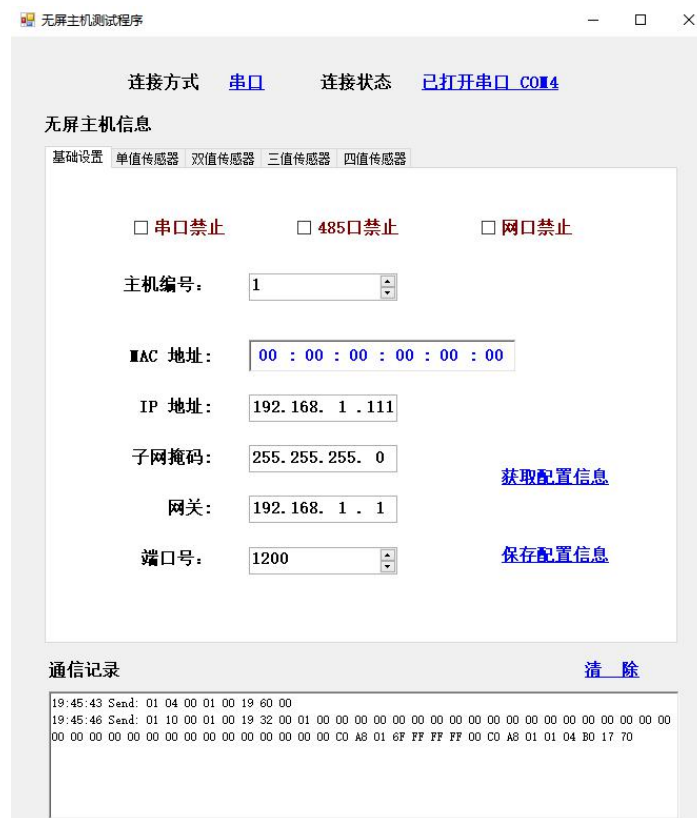 无屏主机测试程序
连接方式 串口 连接状态 已打开串口 COM4
无屏主机信息
基础设置 单值传感器 双值传感器 三值传感器 四值传感器
串口禁止 485口禁止 网口禁止
主机编号: 1
MAC 地址: 00 : 00 : 00 : 00 : 00 : 00
IP 地址: 192.168. 1 .111
子网掩码: 255.255.255. 0
获取配置信息
网关: 192.168. 1 . 1
端口号: 1200
保存配置信息
通信记录 清 除
19:45:43 Send: 01 04 00 01 00 19 60 00
19:45:46 Send: 01 10 00 01 00 19 32 00 01 00 00 00 00 00 00 00 00 00 00 00 00 00 00 00 00 00 00 00
00 00 00 00 00 00 00 00 00 00 00 00 00 00 00 C0 A8 01 6F FF FF FF 00 C0 A8 01 01 04 B0 17 70